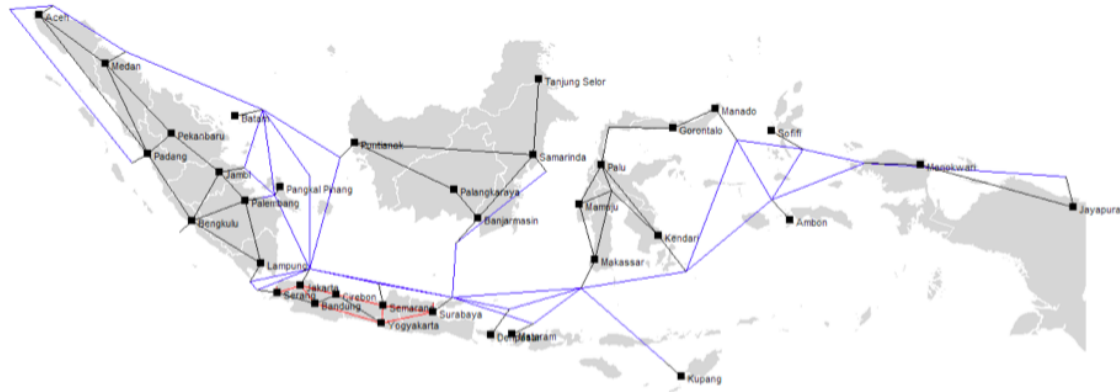 Aceh
Medan
Tanjung Selor
Batam
Manado
Gorontalo
Sofifi
Pekanbaru
Pontianak
Padang
Samarinda
Palu
Manokwari
Jambi
Pangkal Pinang
Palangkaraya
Palembang
Mamuju
Jayapura
Bengkulu
Banjarmasin
Ambon
Kendari
Lampung
Makassar
Jakarta
Serang
Cirebon
Bandung
Semarang
Surabaya
Yogyakarta
Denpasar
Mataram
Kupang